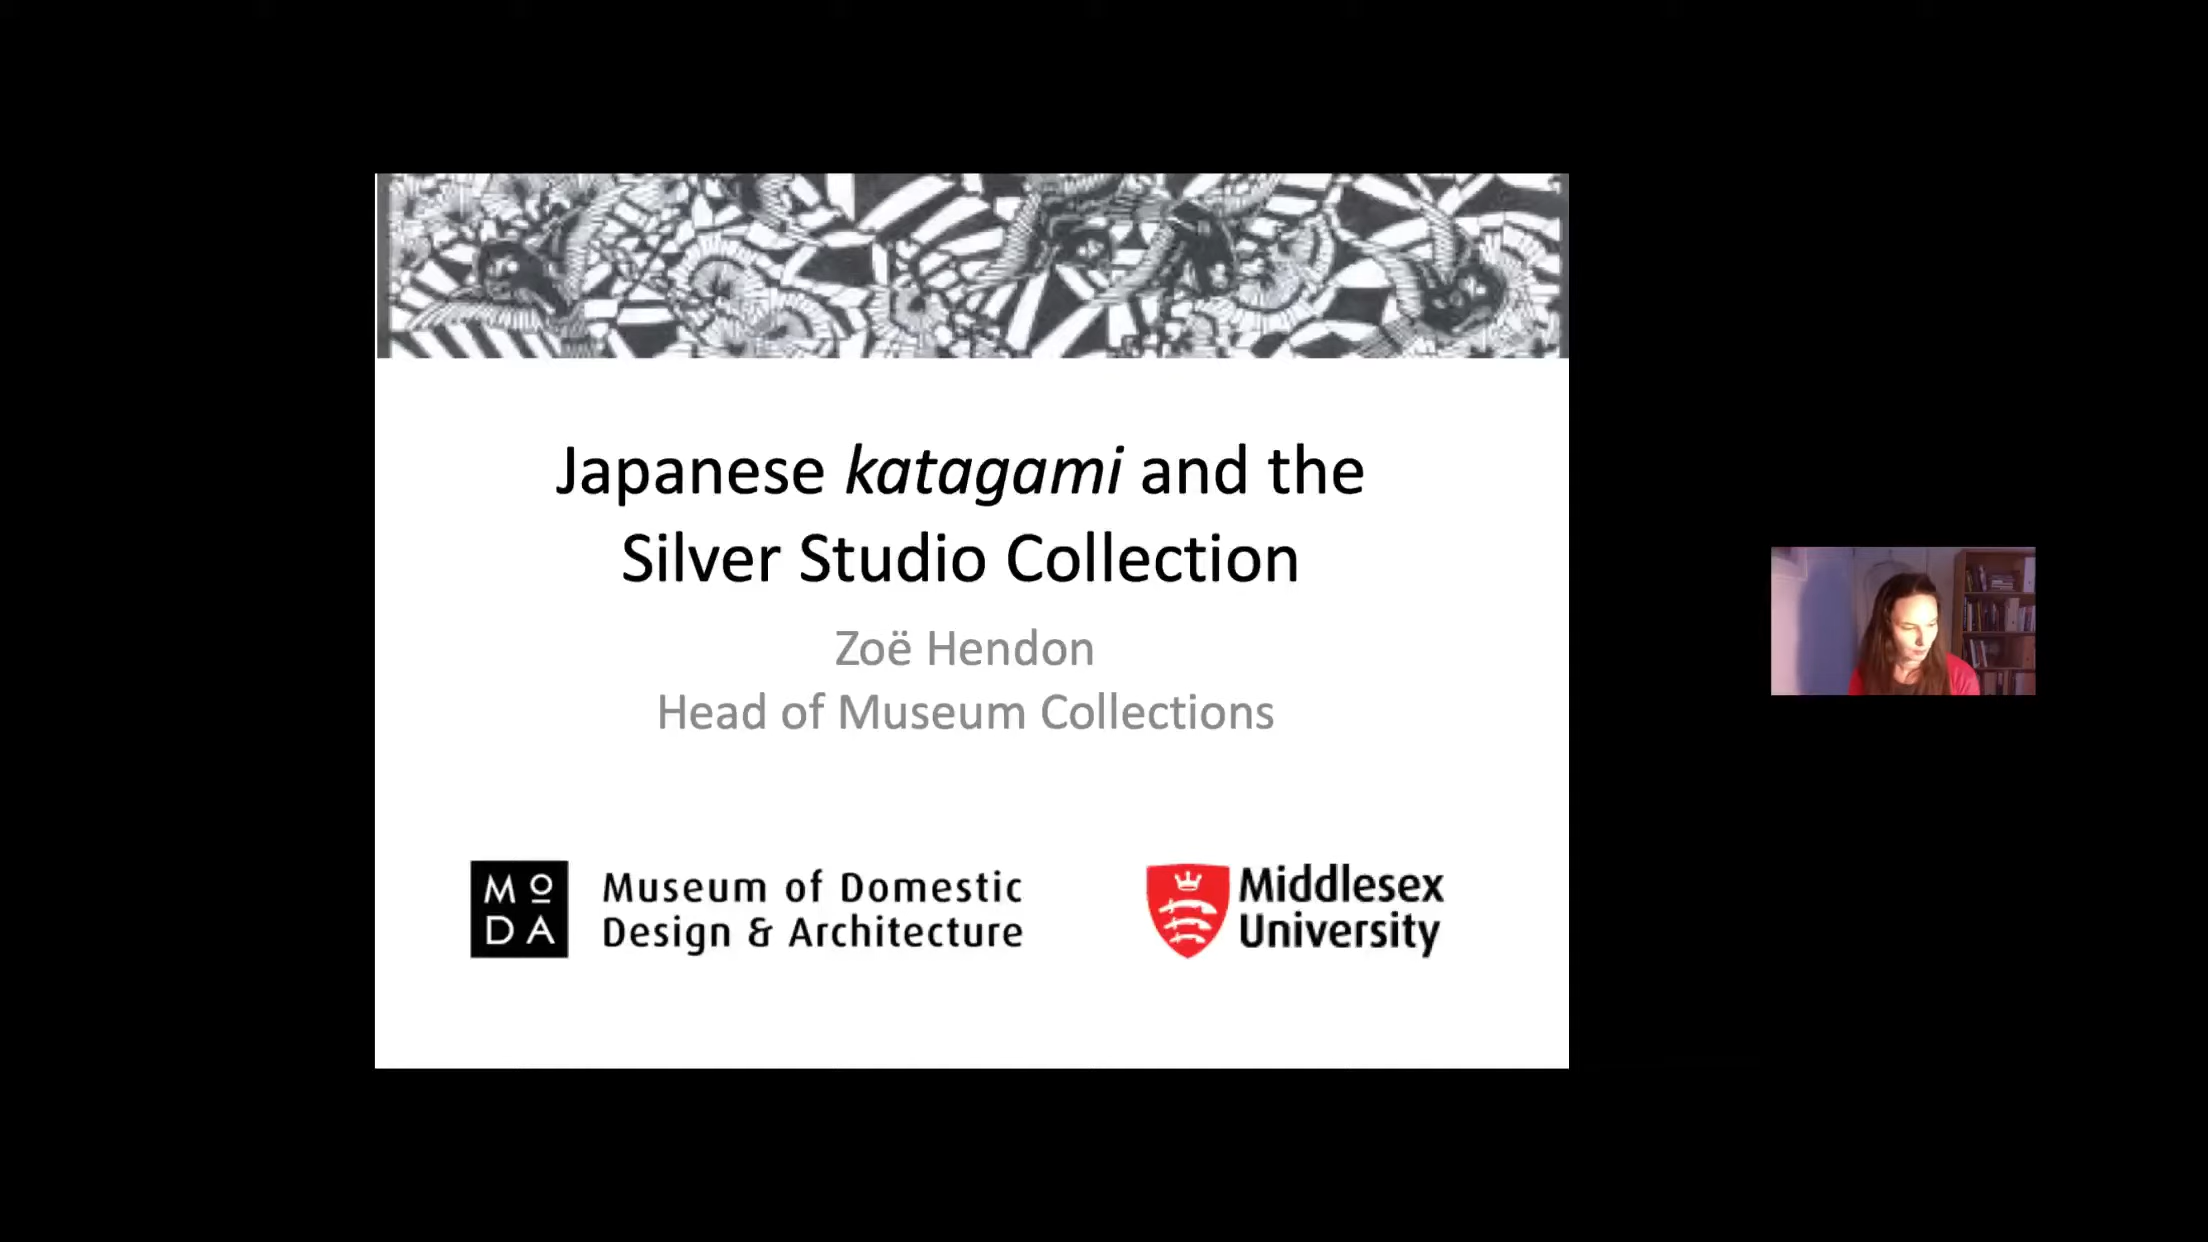 Japanese katagami and the
Silver Studio Collection
Zoë Hendon
Head of Museum Collections
MoDA
Museum of Domestic
Design & Architecture
Middlesex
University